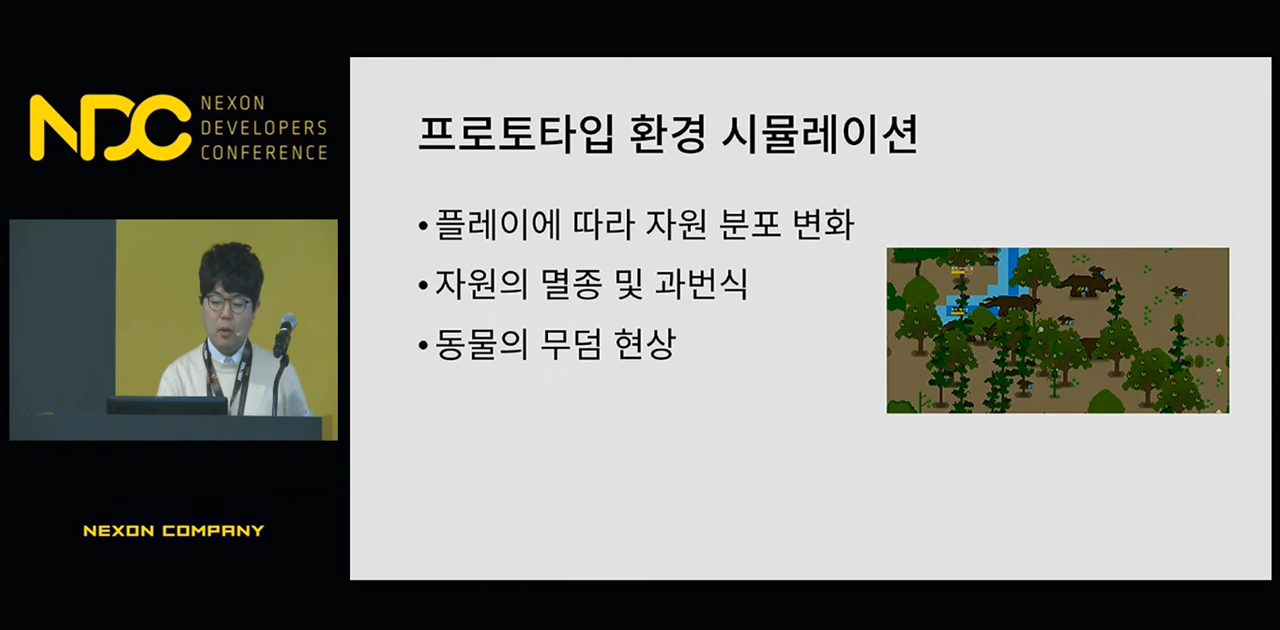 NDC
NEXON
DEVELOPERS
CONFERENCE
프로토타입 환경 시뮬레이션
• 플레이에 따라 자원 분포 변화
• 자원의 멸종 및 과번식
• 동물의 무덤 현상
NEXON COMPANY